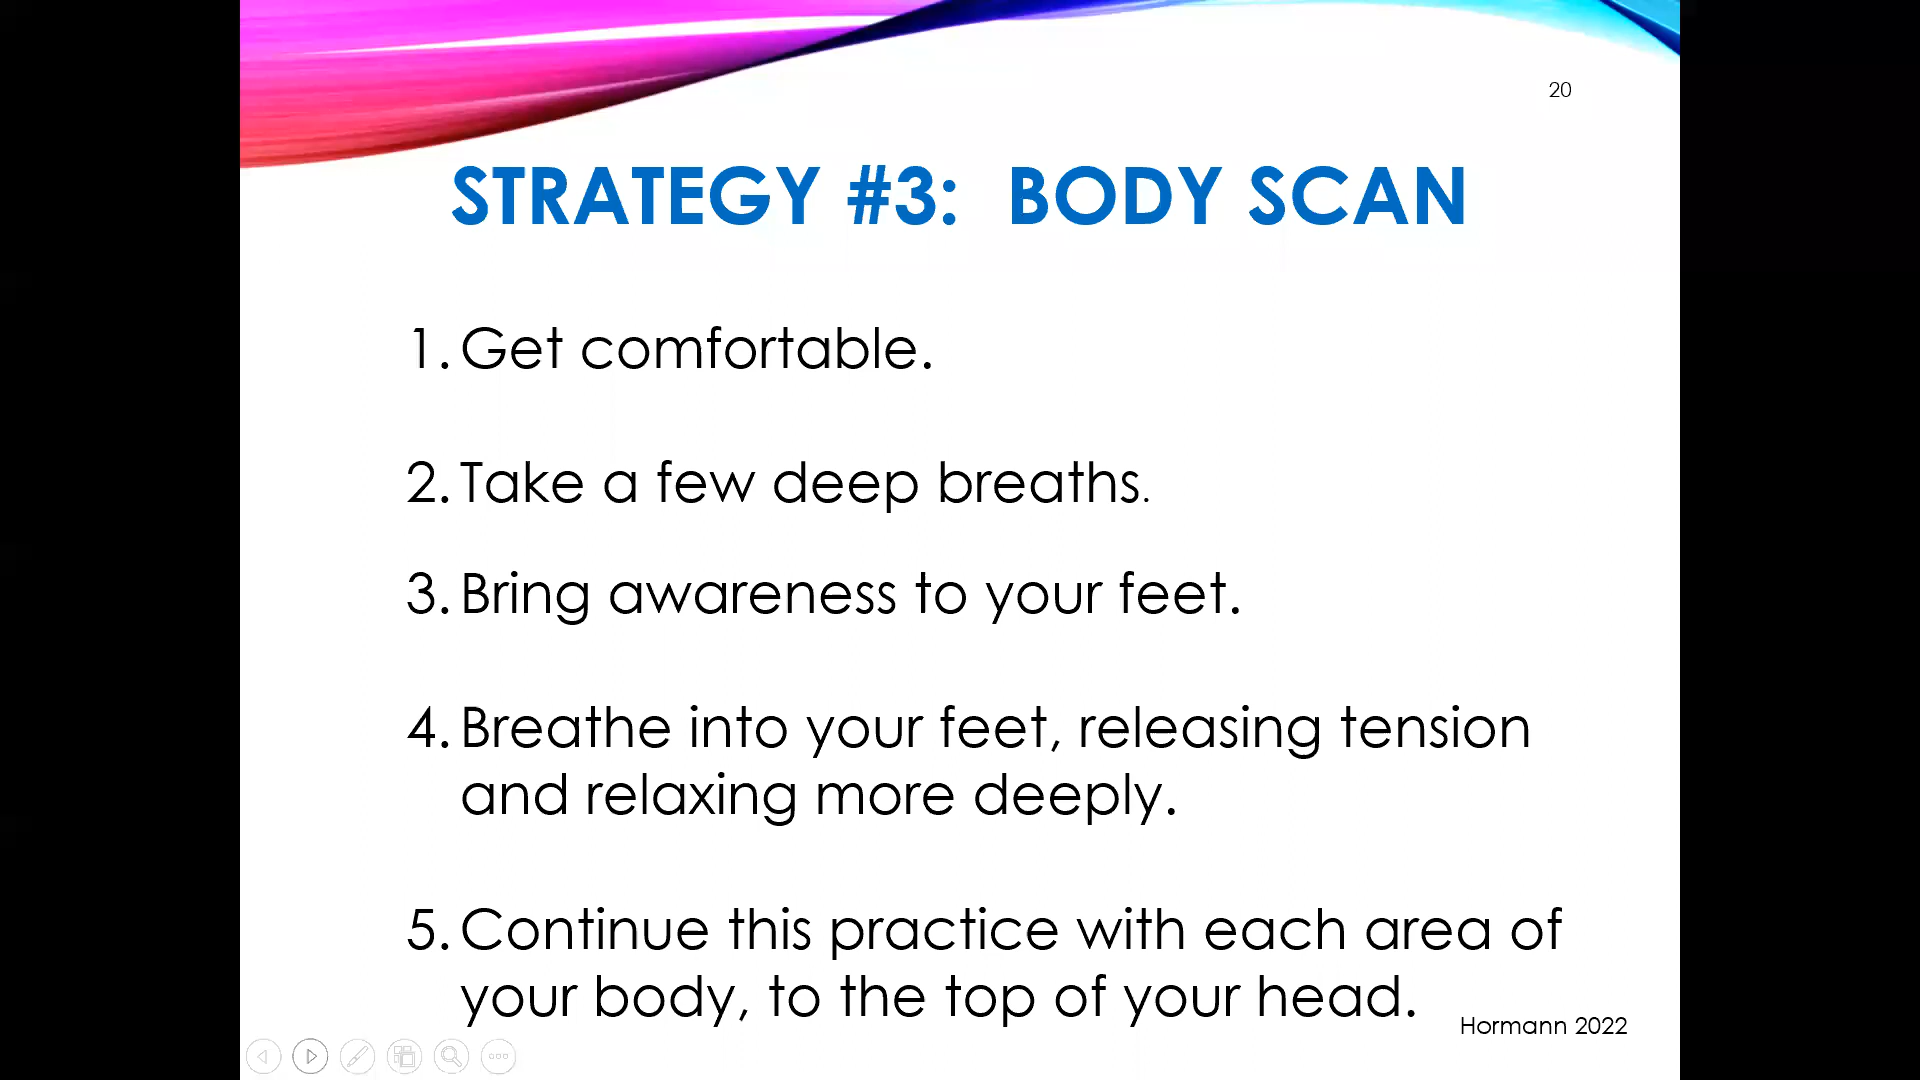 20
STRATEGY #3: BODY SCAN
1. Get comfortable.
2. Take a few deep breaths.
3. Bring awareness to your feet.
4. Breathe into your feet, releasing tension
and relaxing more deeply.
5. Continue this practice with each area of
your body, to the top of your head.
Hormann 2022